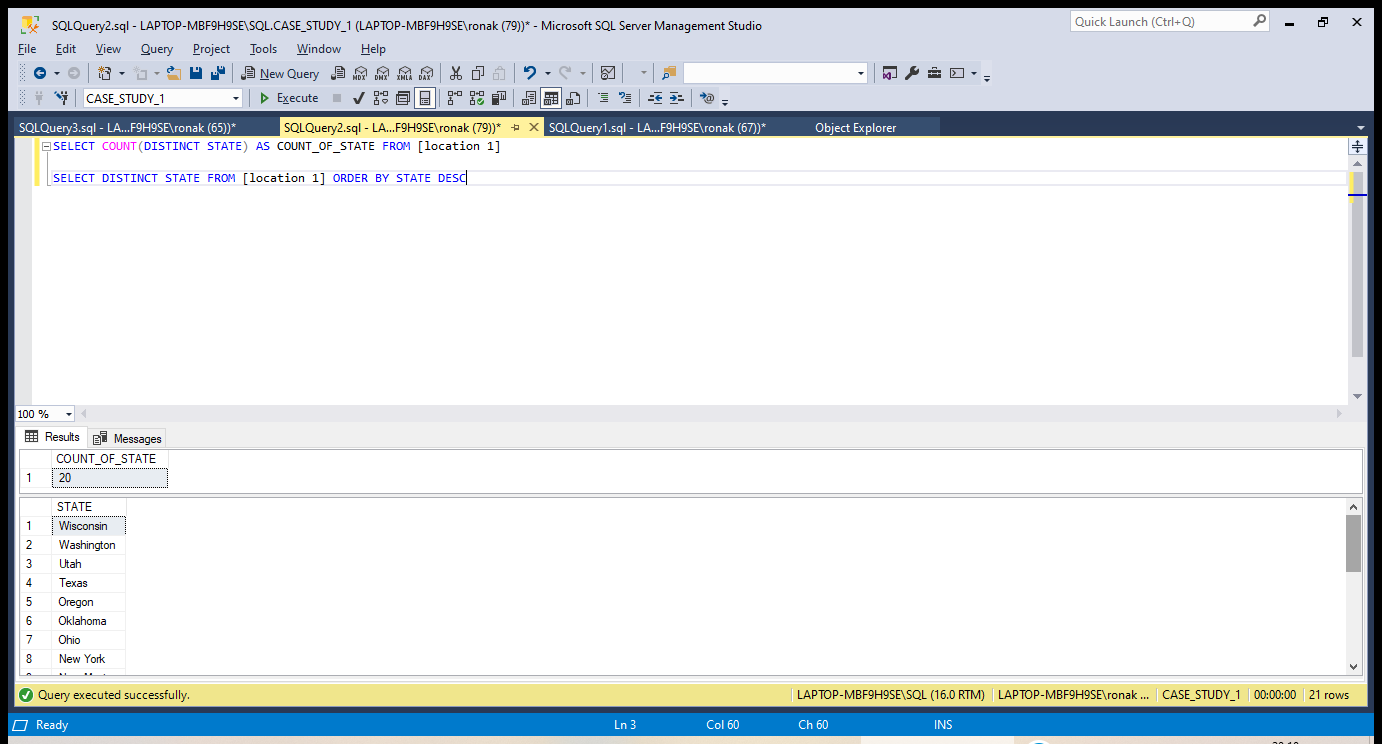 SQLQuery2.sql - LAPTOP-MBF9H9SE\SQL.CASE_STUDY_1 (LAPTOP-MBF9H9SE\ronak (79))* - Microsoft SQL Server Management Studio
Quick Launch (Ctrl+Q)
File Edit View Query Project Tools Window Help
New Query MDX DMX XMLA DAX
CASE_STUDY_1 Execute
SQLQuery3.sql - LA...F9H9SE\ronak (65))* SQLQuery2.sql - LA...F9H9SE\ronak (79))* SQLQuery1.sql - LA...F9H9SE\ronak (67))* Object Explorer
SELECT COUNT(DISTINCT STATE) AS COUNT_OF_STATE FROM [location 1]
SELECT DISTINCT STATE FROM [location 1] ORDER BY STATE DESC
100 %
Results Messages
COUNT_OF_STATE
1 20
STATE
1 Wisconsin
2 Washington
3 Utah
4 Texas
5 Oregon
6 Oklahoma
7 Ohio
8 New York
Query executed successfully. LAPTOP-MBF9H9SE\SQL (16.0 RTM) LAPTOP-MBF9H9SE\ronak ... CASE_STUDY_1 00:00:00 21 rows
Ready Ln 3 Col 60 Ch 60 INS